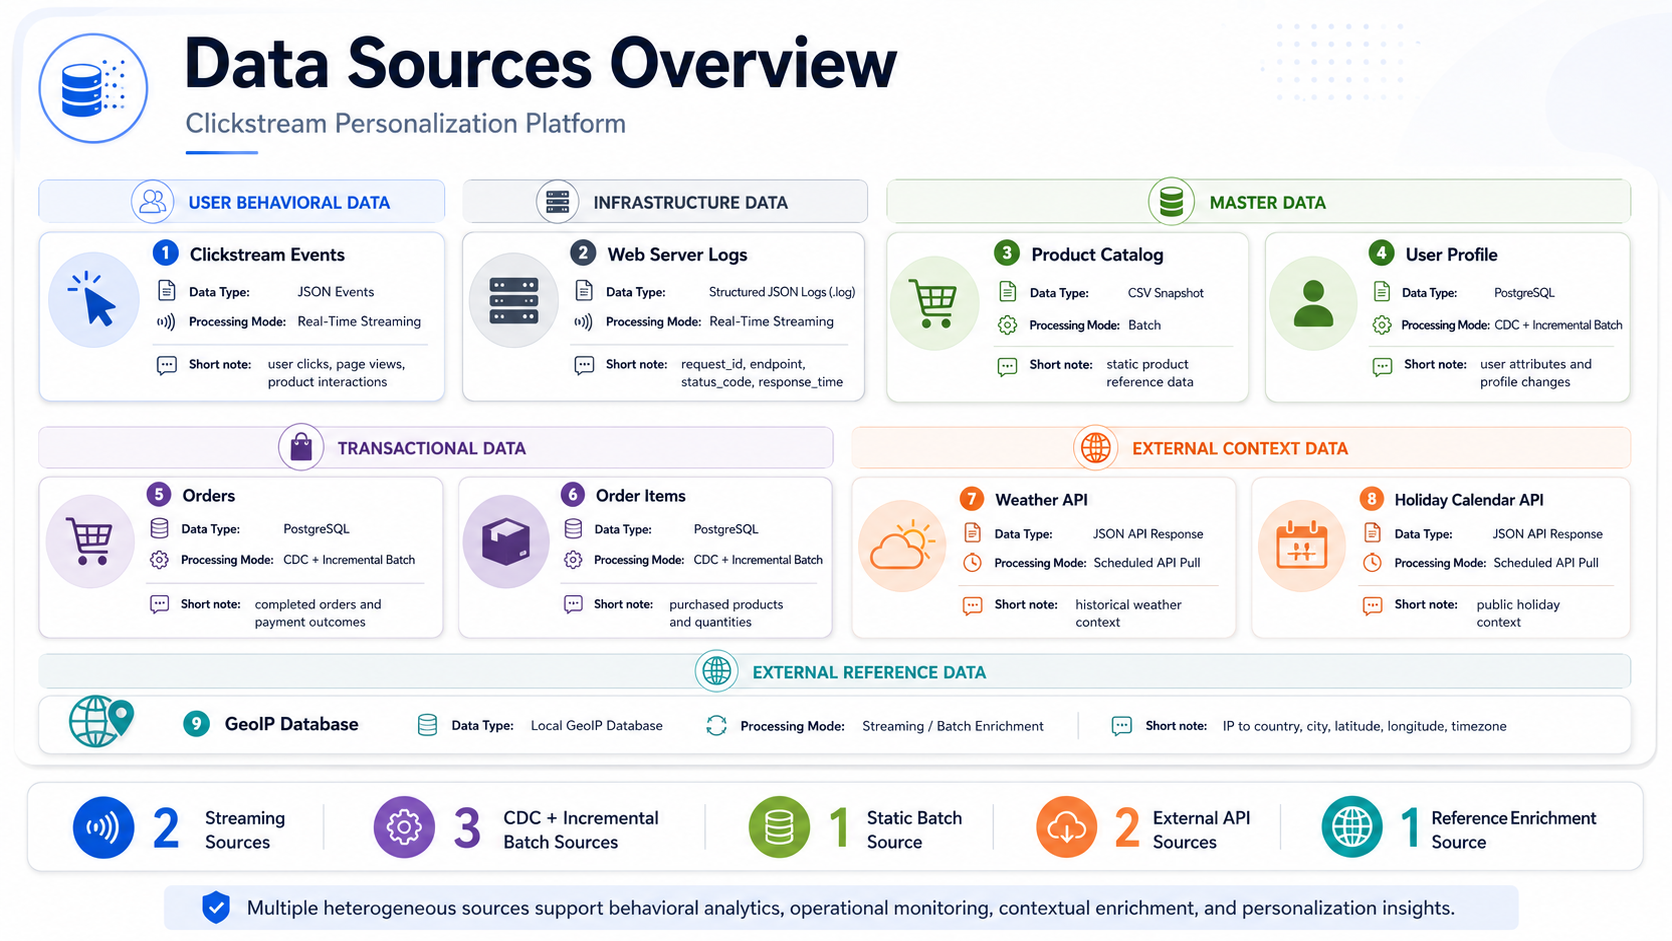 Data Sources Overview
Clickstream Personalization Platform
USER BEHAVIORAL DATA
INFRASTRUCTURE DATA
MASTER DATA
1 Clickstream Events
Data Type: JSON Events
Processing Mode: Real-Time Streaming
Short note: user clicks, page views,
product interactions
2 Web Server Logs
Data Type: Structured JSON Logs (.log)
Processing Mode: Real-Time Streaming
Short note: request_id, endpoint,
status_code, response_time
3 Product Catalog
Data Type: CSV Snapshot
Processing Mode: Batch
Short note: static product
reference data
4 User Profile
Data Type: PostgreSQL
Processing Mode: CDC + Incremental Batch
Short note: user attributes and
profile changes
TRANSACTIONAL DATA
EXTERNAL CONTEXT DATA
5 Orders
Data Type: PostgreSQL
Processing Mode: CDC + Incremental Batch
Short note: completed orders and
payment outcomes
6 Order Items
Data Type: PostgreSQL
Processing Mode: CDC + Incremental Batch
Short note: purchased products
and quantities
7 Weather API
Data Type: JSON API Response
Processing Mode: Scheduled API Pull
Short note: historical weather
context
8 Holiday Calendar API
Data Type: JSON API Response
Processing Mode: Scheduled API Pull
Short note: public holiday
context
EXTERNAL REFERENCE DATA
9 GeoIP Database Data Type: Local GeoIP Database Processing Mode: Streaming / Batch Enrichment Short note: IP to country, city, latitude, longitude, timezone
2 Streaming
Sources
3 CDC + Incremental
Batch Sources
1 Static Batch
Source
2 External API
Sources
1 Reference Enrichment
Source
Multiple heterogeneous sources support behavioral analytics, operational monitoring, contextual enrichment, and personalization insights.